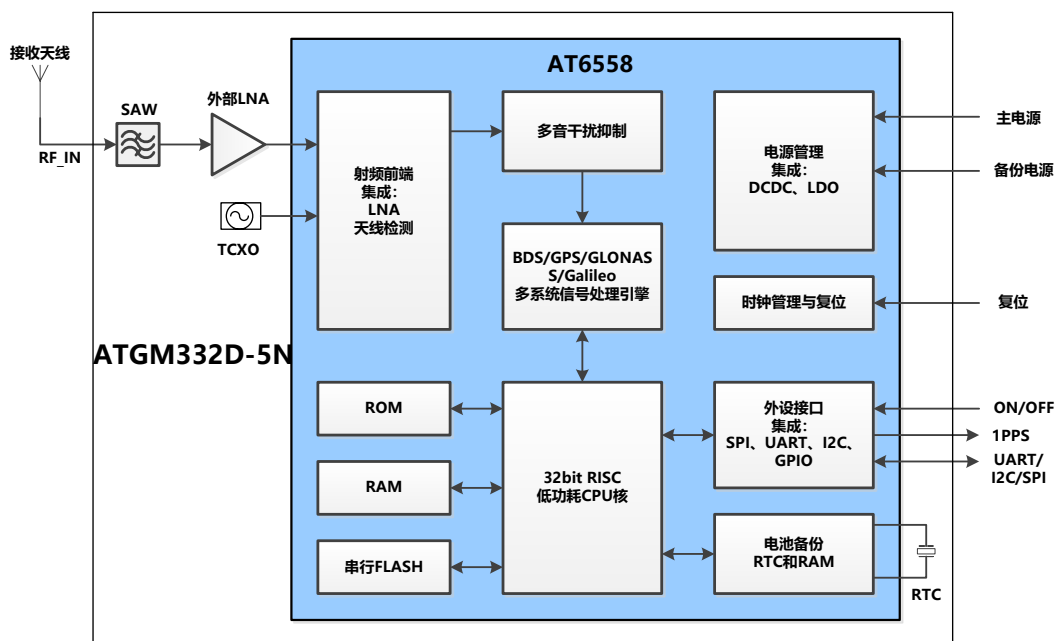 接收天线
RF_IN
SAW
外部LNA
TCXO
ATGM332D-5N
AT6558
射频前端
集成：
LNA
天线检测
多音干扰抑制
BDS/GPS/GLONAS
S/Galileo
多系统信号处理引擎
电源管理
集成：
DCDC、LDO
时钟管理与复位
ROM
RAM
串行FLASH
32bit RISC
低功耗CPU核
外设接口
集成：
SPI、UART、I2C、
GPIO
电池备份
RTC和RAM
主电源
备份电源
复位
ON/OFF
1PPS
UART/
I2C/SPI
RTC